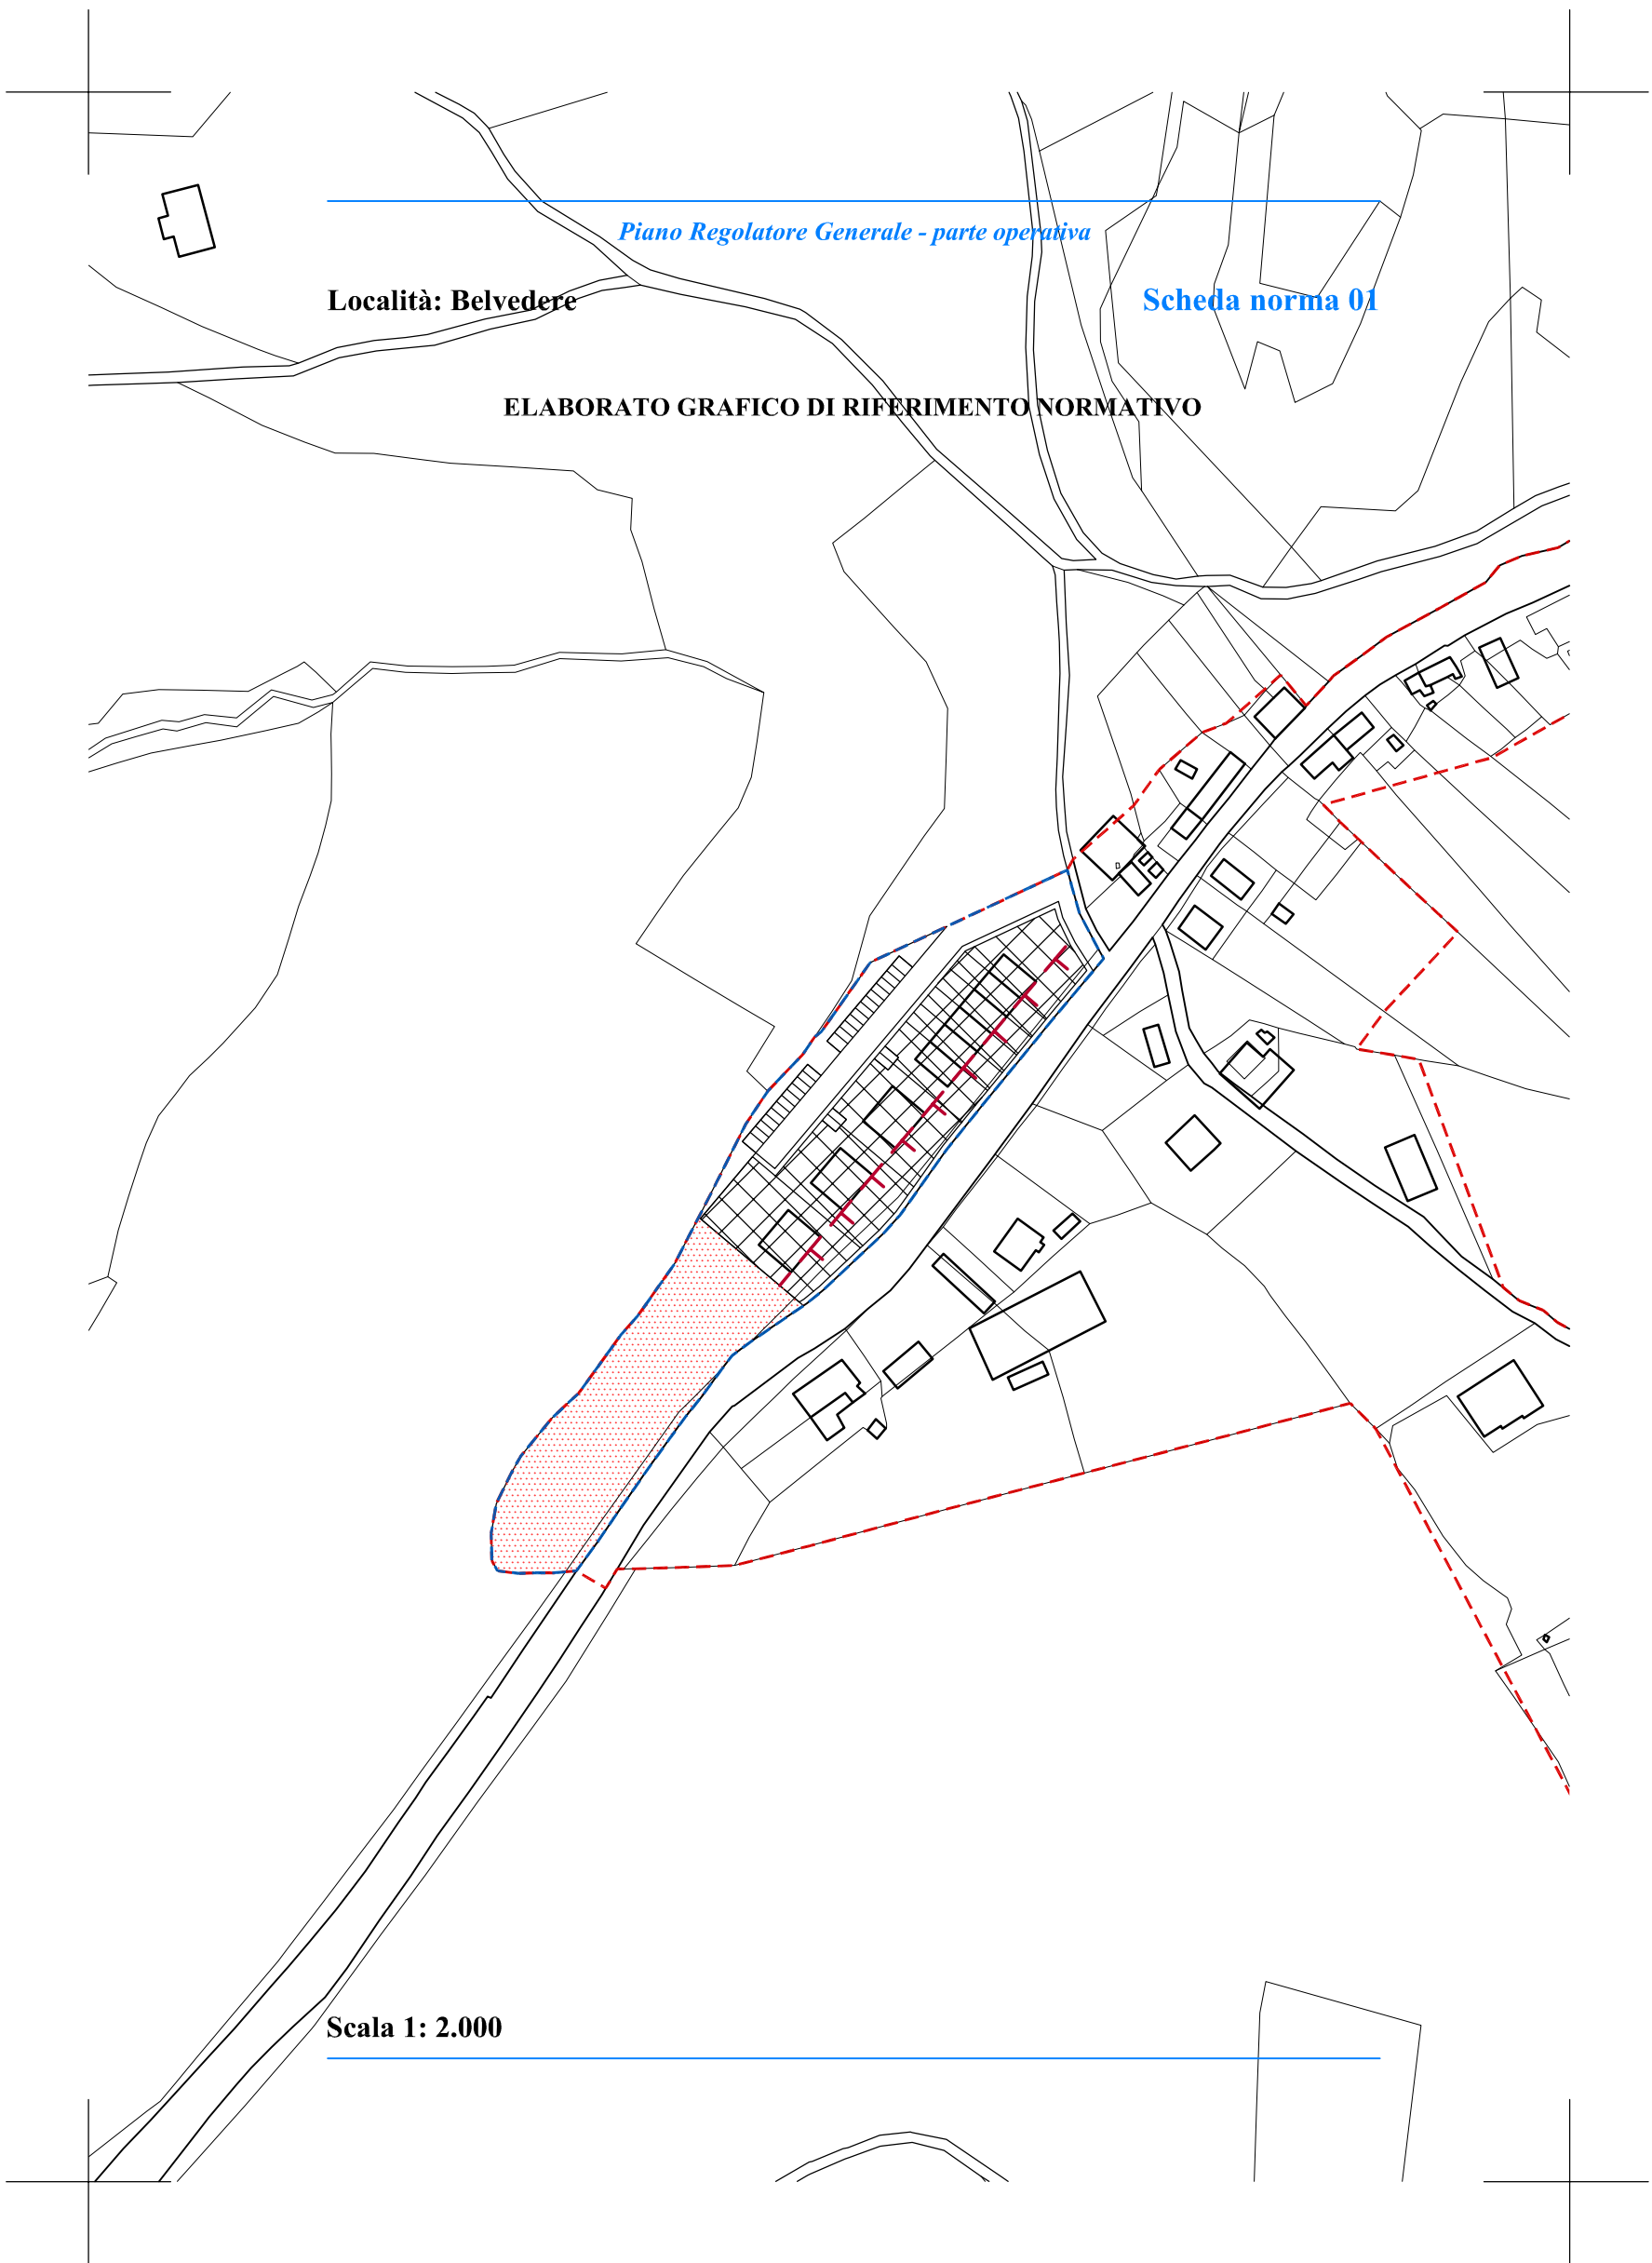 Piano Regolatore Generale - parte operativa
Località: Belvedere
Scheda norma 01
ELABORATO GRAFICO DI RIFERIMENTO NORMATIVO
Scala 1: 2.000